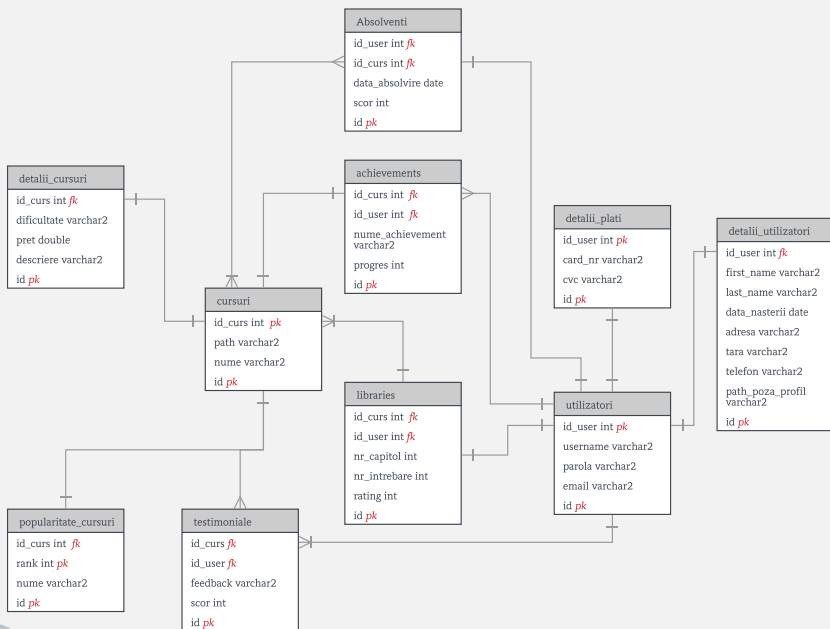 Absolventi
id_user int fk
id_curs int fk
data_absolvire date
scor int
id pk
achievements
id_curs int fk
id_user int fk
nume_achievement
varchar2
progres int
id pk
detalii_cursuri
id_curs int fk
dificultate varchar2
pret double
descriere varchar2
id pk
detalii_plati
id_user int pk
card_nr varchar2
cvc varchar2
id pk
detalii_utilizatori
id_user int fk
first_name varchar2
last_name varchar2
data_nasterii date
adresa varchar2
tara varchar2
telefon varchar2
path_poza_profil
varchar2
id pk
cursuri
id_curs int pk
path varchar2
nume varchar2
id pk
libraries
id_curs int fk
id_user int fk
nr_capitol int
nr_intrebare int
rating int
id pk
utilizatori
id_user int pk
username varchar2
parola varchar2
email varchar2
id pk
popularitate_cursuri
id_curs int fk
rank int pk
nume varchar2
id pk
testimoniale
id_curs fk
id_user fk
feedback varchar2
scor int
id pk